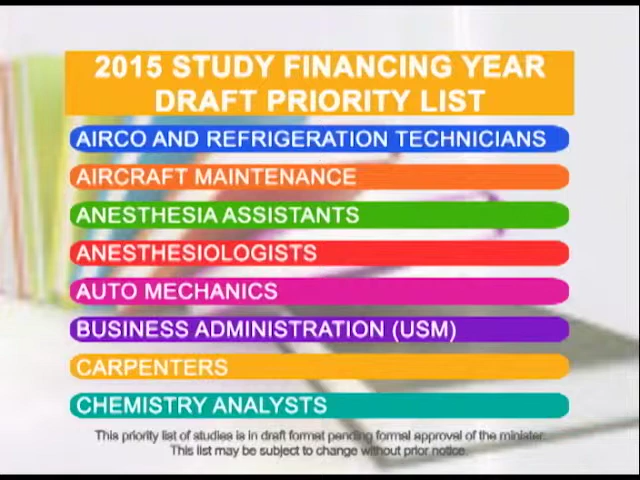 2015 STUDY FINANCING YEAR
DRAFT PRIORITY LIST
AIRCO AND REFRIGERATION TECHNICIANS
AIRCRAFT MAINTENANCE
ANESTHESIA ASSISTANTS
ANESTHESIOLOGISTS
AUTO MECHANICS
BUSINESS ADMINISTRATION (USM)
CARPENTERS
CHEMISTRY ANALYSTS
This priority list of studies is in draft format pending formal approval of the minister.
This list may be subject to change without prior notice.